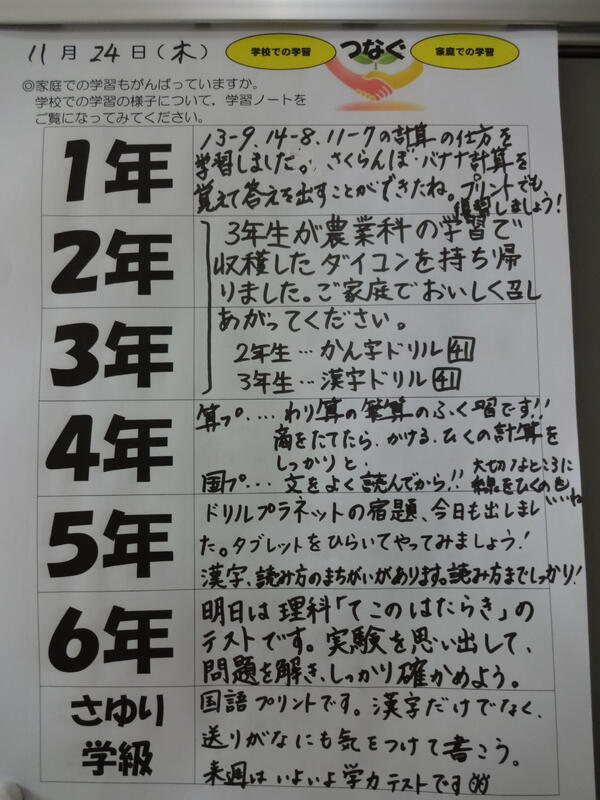 11月24日(木)
学校での学習 つなぐ 家庭での学習
◎家庭での学習もがんばっていますか。
学校での学習の様子について，学習ノートを
ご覧になってみてください。
1年
13-9、14-8、11-7の計算の仕方を
学習しました。さくらんぼ・バナナ計算を
覚えて答えを出すことができたね。プリントでも
復習しましょう!
2年
3年
3年生が農業科の学習で
収穫したダイコンを持ち帰
りました。ご家庭でおいしく召し
あがってください。
2年生…かん字ドリル41
3年生…漢字ドリル41
4年
算プ….わり算の筆算のふく習です!!
商をたてたら、かける、ひくの計算を
しっかりと、
国プ…文をよく読んでから!!大切なところに
線をひくのも
いいね
5年
ドリルプラネットの宿題、今日も出しまし
た。タブレットをひらいてやってみましょう!
漢字、読み方のまちがいがあります。読み方までしっかり!
6年
明日は理科「てこのはたらき」の
テストです。実験を思い出して、
問題を解き、しっかり確かめよう。
さゆり
学級
国語プリントです。漢字だけでなく、
送りがなにも気をつけて書こう。
来週はいよいよ学力テストです